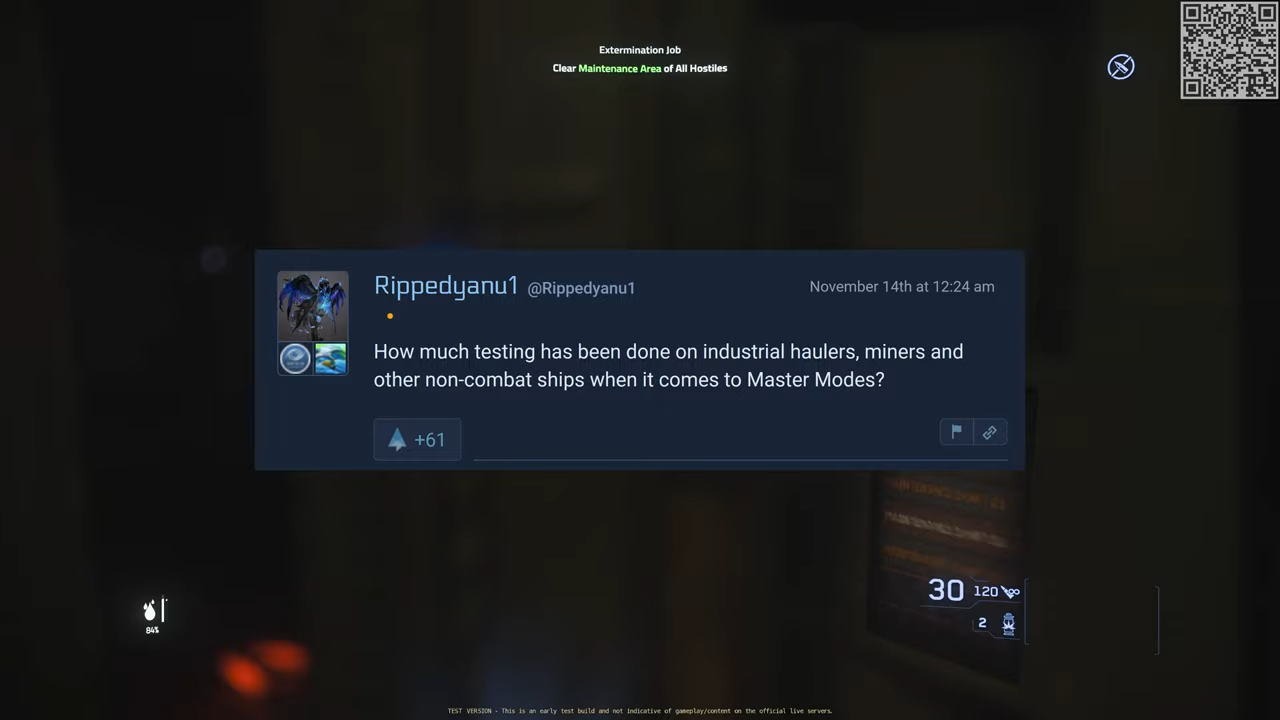 Extermination Job
Clear Maintenance Area of All Hostiles
Rippedyanu1 @Rippedyanu1
November 14th at 12:24 am
How much testing has been done on industrial haulers, miners and
other non-combat ships when it comes to Master Modes?
+61
30 120
2
84%
TEST VERSION - This is an early test build and not indicative of gameplay/content on the official live servers.